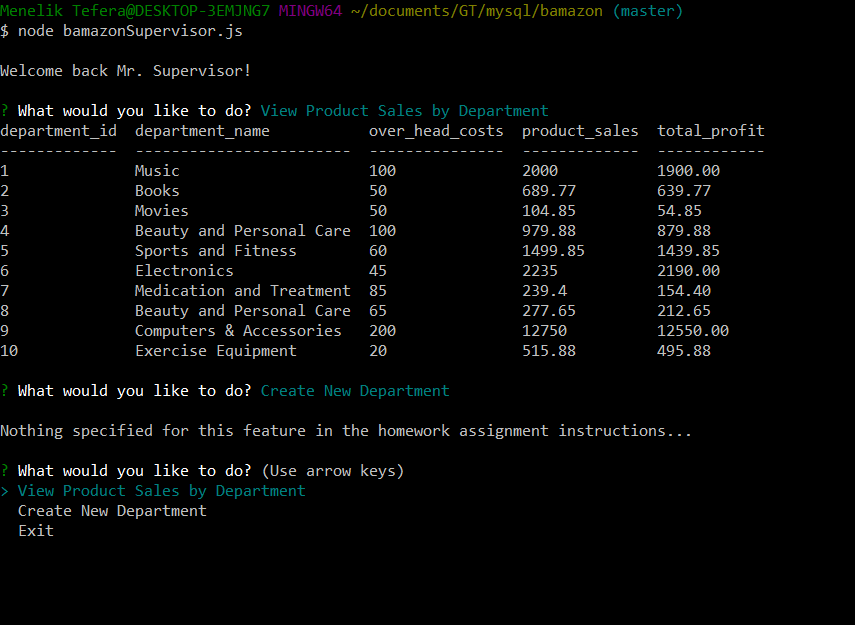 Menelik Tefera@DESKTOP-3EMJNG7 MINGW64 ~/documents/GT/mysql/bamazon (master)
$ node bamazonSupervisor.js
Welcome back Mr. Supervisor!
? What would you like to do? View Product Sales by Department
department_id  department_name           over_head_costs  product_sales  total_profit
-------------  ------------------------  ---------------  -------------  ------------
1              Music                     100              2000           1900.00
2              Books                     50               689.77         639.77
3              Movies                    50               104.85         54.85
4              Beauty and Personal Care  100              979.88         879.88
5              Sports and Fitness        60               1499.85        1439.85
6              Electronics               45               2235           2190.00
7              Medication and Treatment  85               239.4          154.40
8              Beauty and Personal Care  65               277.65         212.65
9              Computers & Accessories   200              12750          12550.00
10             Exercise Equipment        20               515.88         495.88
? What would you like to do? Create New Department
Nothing specified for this feature in the homework assignment instructions...
? What would you like to do? (Use arrow keys)
> View Product Sales by Department
  Create New Department
  Exit